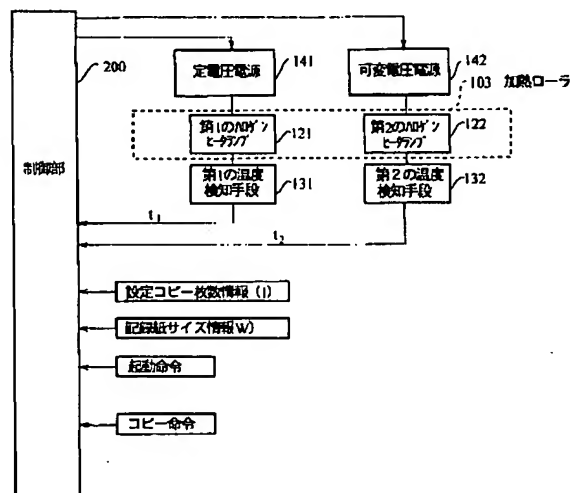 200
定電圧電源
141
可変電圧電源
142
103 加熱ローラ
第1のハロゲン
ヒータランプ
121
第2のハロゲン
ヒータランプ
122
制御部
第1の温度
検知手段
131
第2の温度
検知手段
132
t₁
t₂
設定コピー枚数情報(I)
記録紙サイズ情報W)
起動命令
コピー命令